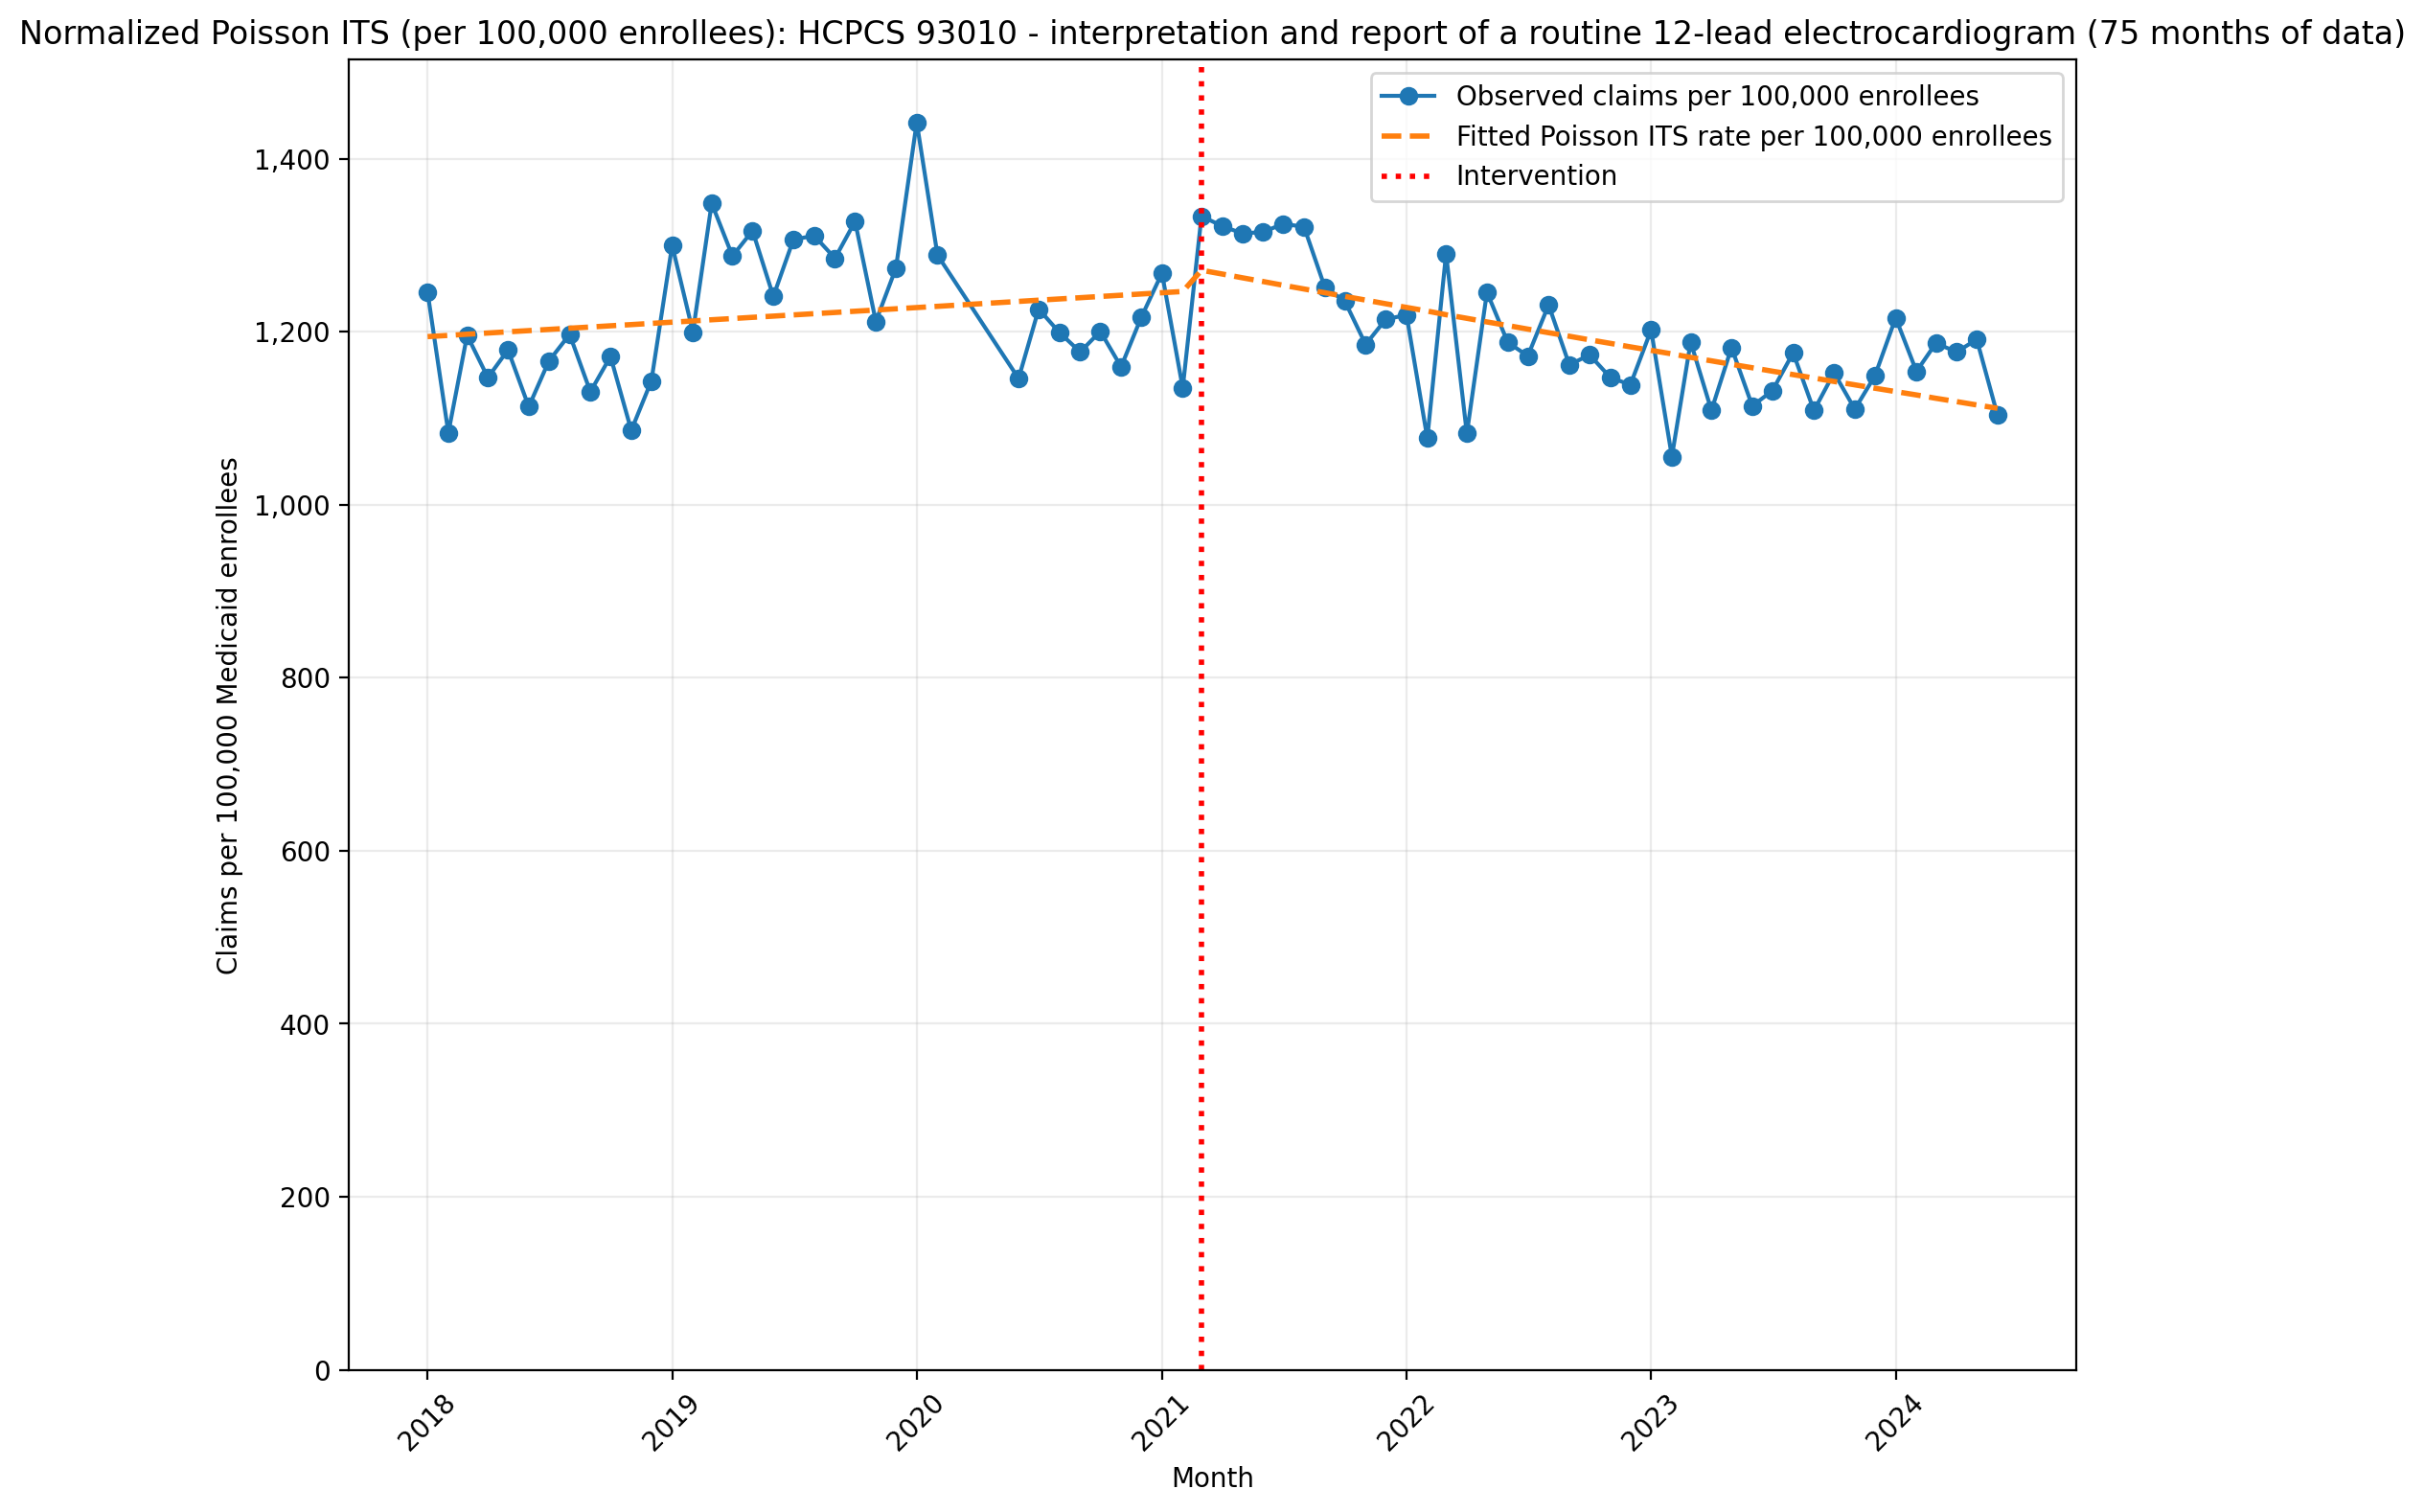 Normalized Poisson ITS (per 100,000 enrollees): HCPCS 93010 - interpretation and report of a routine 12-lead electrocardiogram (75 months of data)
Observed claims per 100,000 enrollees
Fitted Poisson ITS rate per 100,000 enrollees
Intervention
Claims per 100,000 Medicaid enrollees
1,400
1,200
1,000
800
600
400
200
0
2018
2019
2020
2021
2022
2023
2024
Month